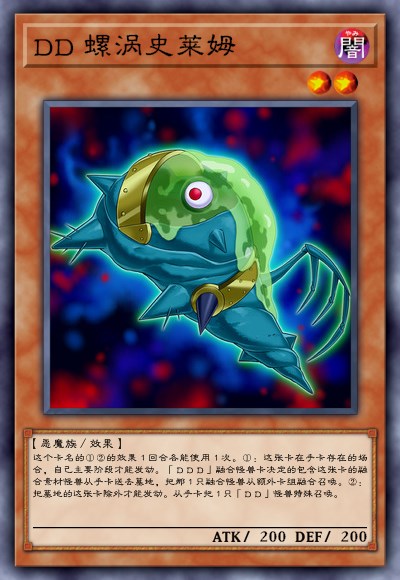 DD 螺涡史莱姆
やみ
闇
【恶魔族／效果】
这个卡名的①②的效果1回合各能使用1次。①：这张卡在手卡存在的场
合，自己主要阶段才能发动。「DDD」融合怪兽卡决定的包含这张卡的融
合素材怪兽从手卡送去墓地，把那1只融合怪兽从额外卡组融合召唤。②：
把墓地的这张卡除外才能发动。从手卡把1只「DD」怪兽特殊召唤。
ATK/ 200 DEF/ 200